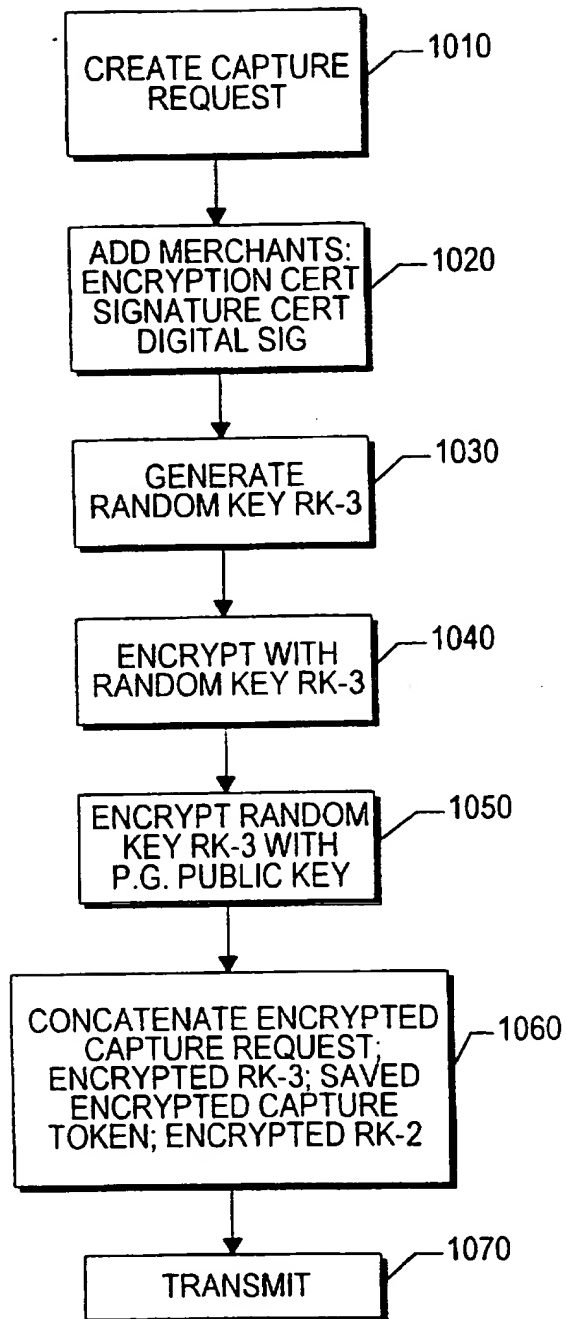 CREATE CAPTURE
REQUEST
1010
ADD MERCHANTS:
ENCRYPTION CERT
SIGNATURE CERT
DIGITAL SIG
1020
GENERATE
RANDOM KEY RK-3
1030
ENCRYPT WITH
RANDOM KEY RK-3
1040
ENCRYPT RANDOM
KEY RK-3 WITH
P.G. PUBLIC KEY
1050
CONCATENATE ENCRYPTED
CAPTURE REQUEST;
ENCRYPTED RK-3; SAVED
ENCRYPTED CAPTURE
TOKEN; ENCRYPTED RK-2
1060
TRANSMIT
1070